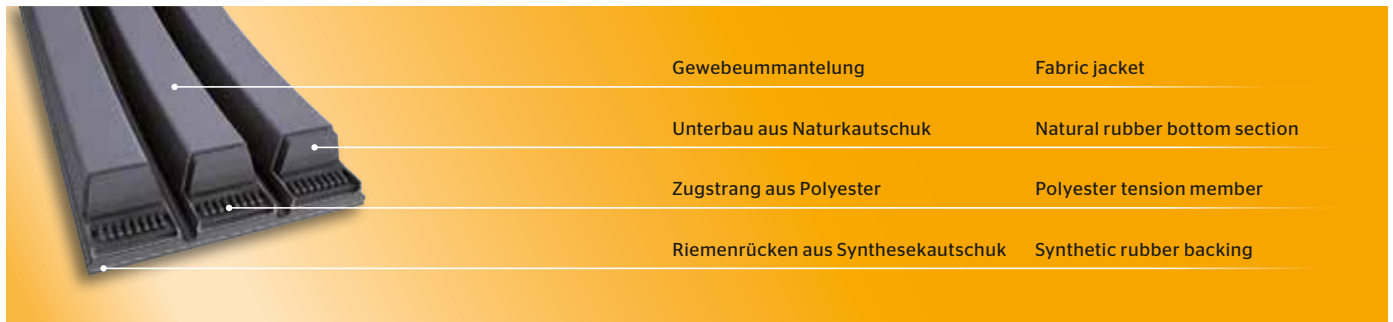 Gewebeummantelung Fabric jacket
Unterbau aus Naturkautschuk Natural rubber bottom section
Zugstrang aus Polyester Polyester tension member
Riemenrücken aus Synthesekautschuk Synthetic rubber backing